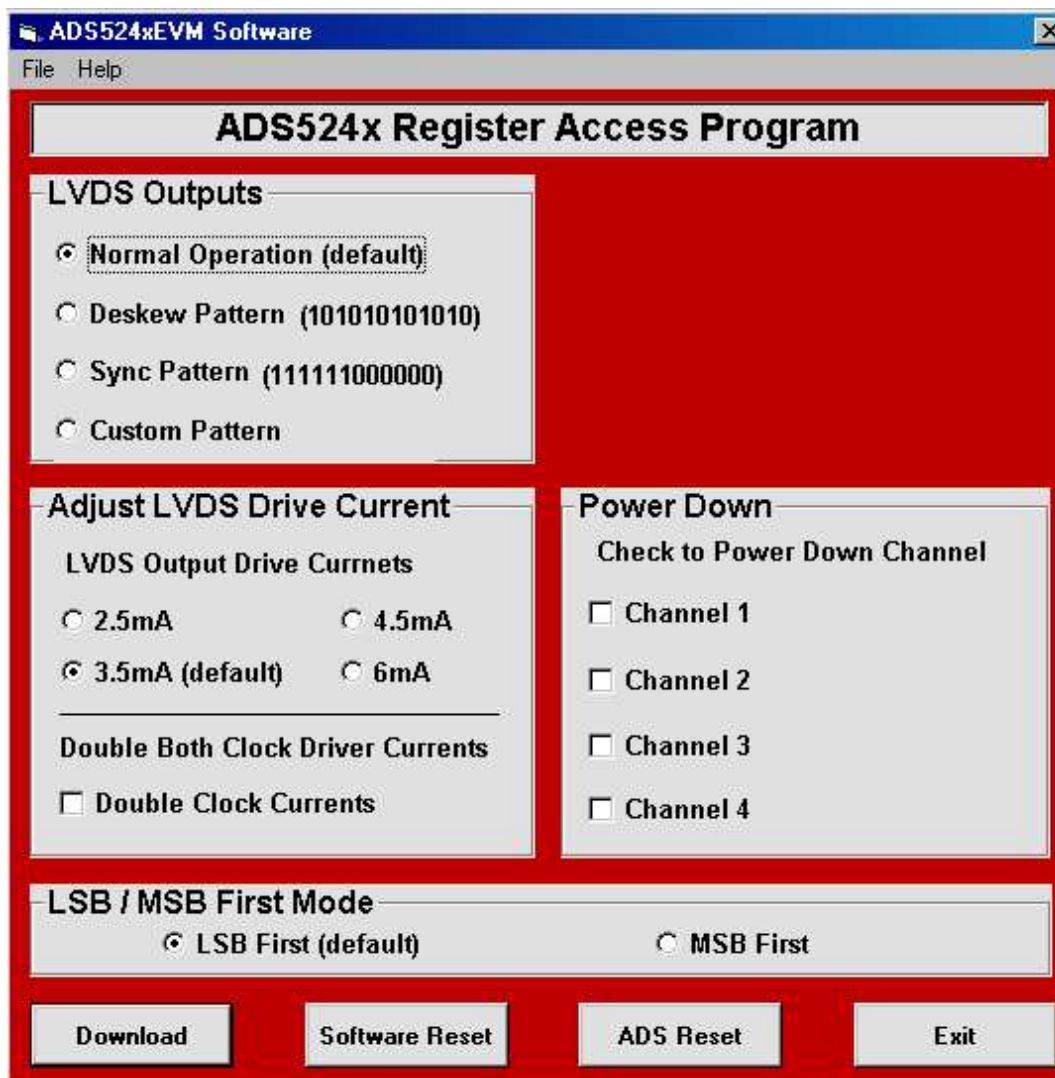 ADS524xEVM Software
File Help
ADS524x Register Access Program
LVDS Outputs
Normal Operation (default)
Deskew Pattern (101010101010)
Sync Pattern (111111000000)
Custom Pattern
Adjust LVDS Drive Current
LVDS Output Drive Currnets
2.5mA 4.5mA
3.5mA (default) 6mA
Double Both Clock Driver Currents
Double Clock Currents
Power Down
Check to Power Down Channel
Channel 1
Channel 2
Channel 3
Channel 4
LSB / MSB First Mode
LSB First (default) MSB First
Download Software Reset ADS Reset Exit